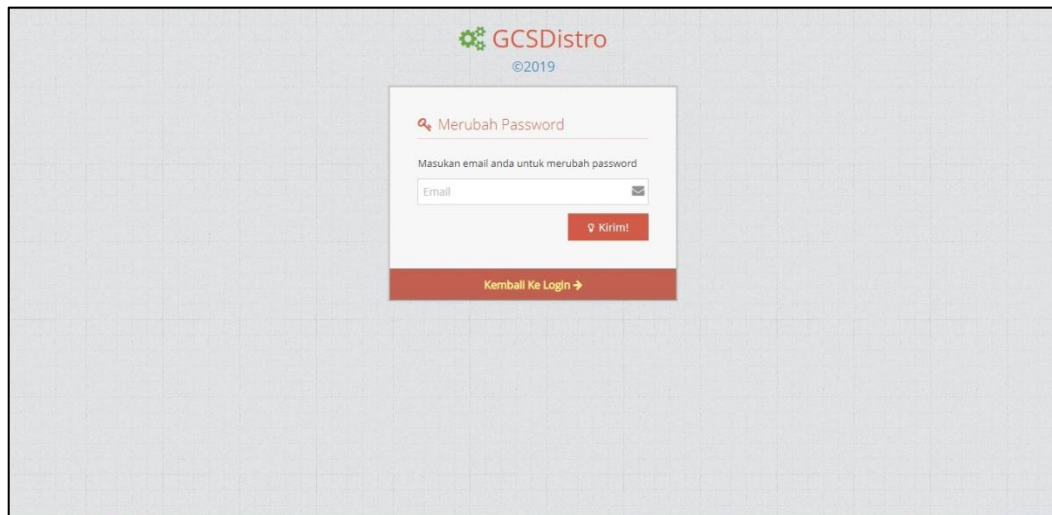 GCSDistro
©2019
Merubah Password
Masukan email anda untuk merubah password
Email
Kirim!
Kembali Ke Login